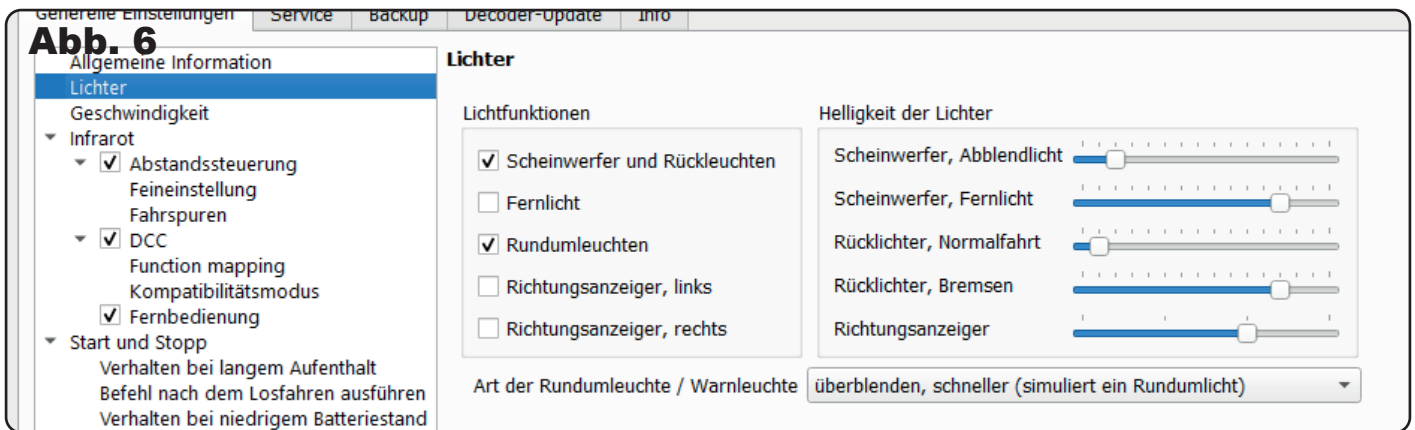 Generelle Einstellungen Service Backup Decoder-Update Info
Abb. 6
Allgemeine Information
Lichter
Geschwindigkeit
Infrarot
Abstandssteuerung
Feineinstellung
Fahrspuren
DCC
Function mapping
Kompatibilitätsmodus
Fernbedienung
Start und Stopp
Verhalten bei langem Aufenthalt
Befehl nach dem Losfahren ausführen
Verhalten bei niedrigem Batteriestand
Lichter
Lichtfunktionen
Scheinwerfer und Rückleuchten
Fernlicht
Rundumleuchten
Richtungsanzeiger, links
Richtungsanzeiger, rechts
Helligkeit der Lichter
Scheinwerfer, Abblendlicht
Scheinwerfer, Fernlicht
Rücklichter, Normalfahrt
Rücklichter, Bremsen
Richtungsanzeiger
Art der Rundumleuchte / Warnleuchte überblenden, schneller (simuliert ein Rundumlicht)